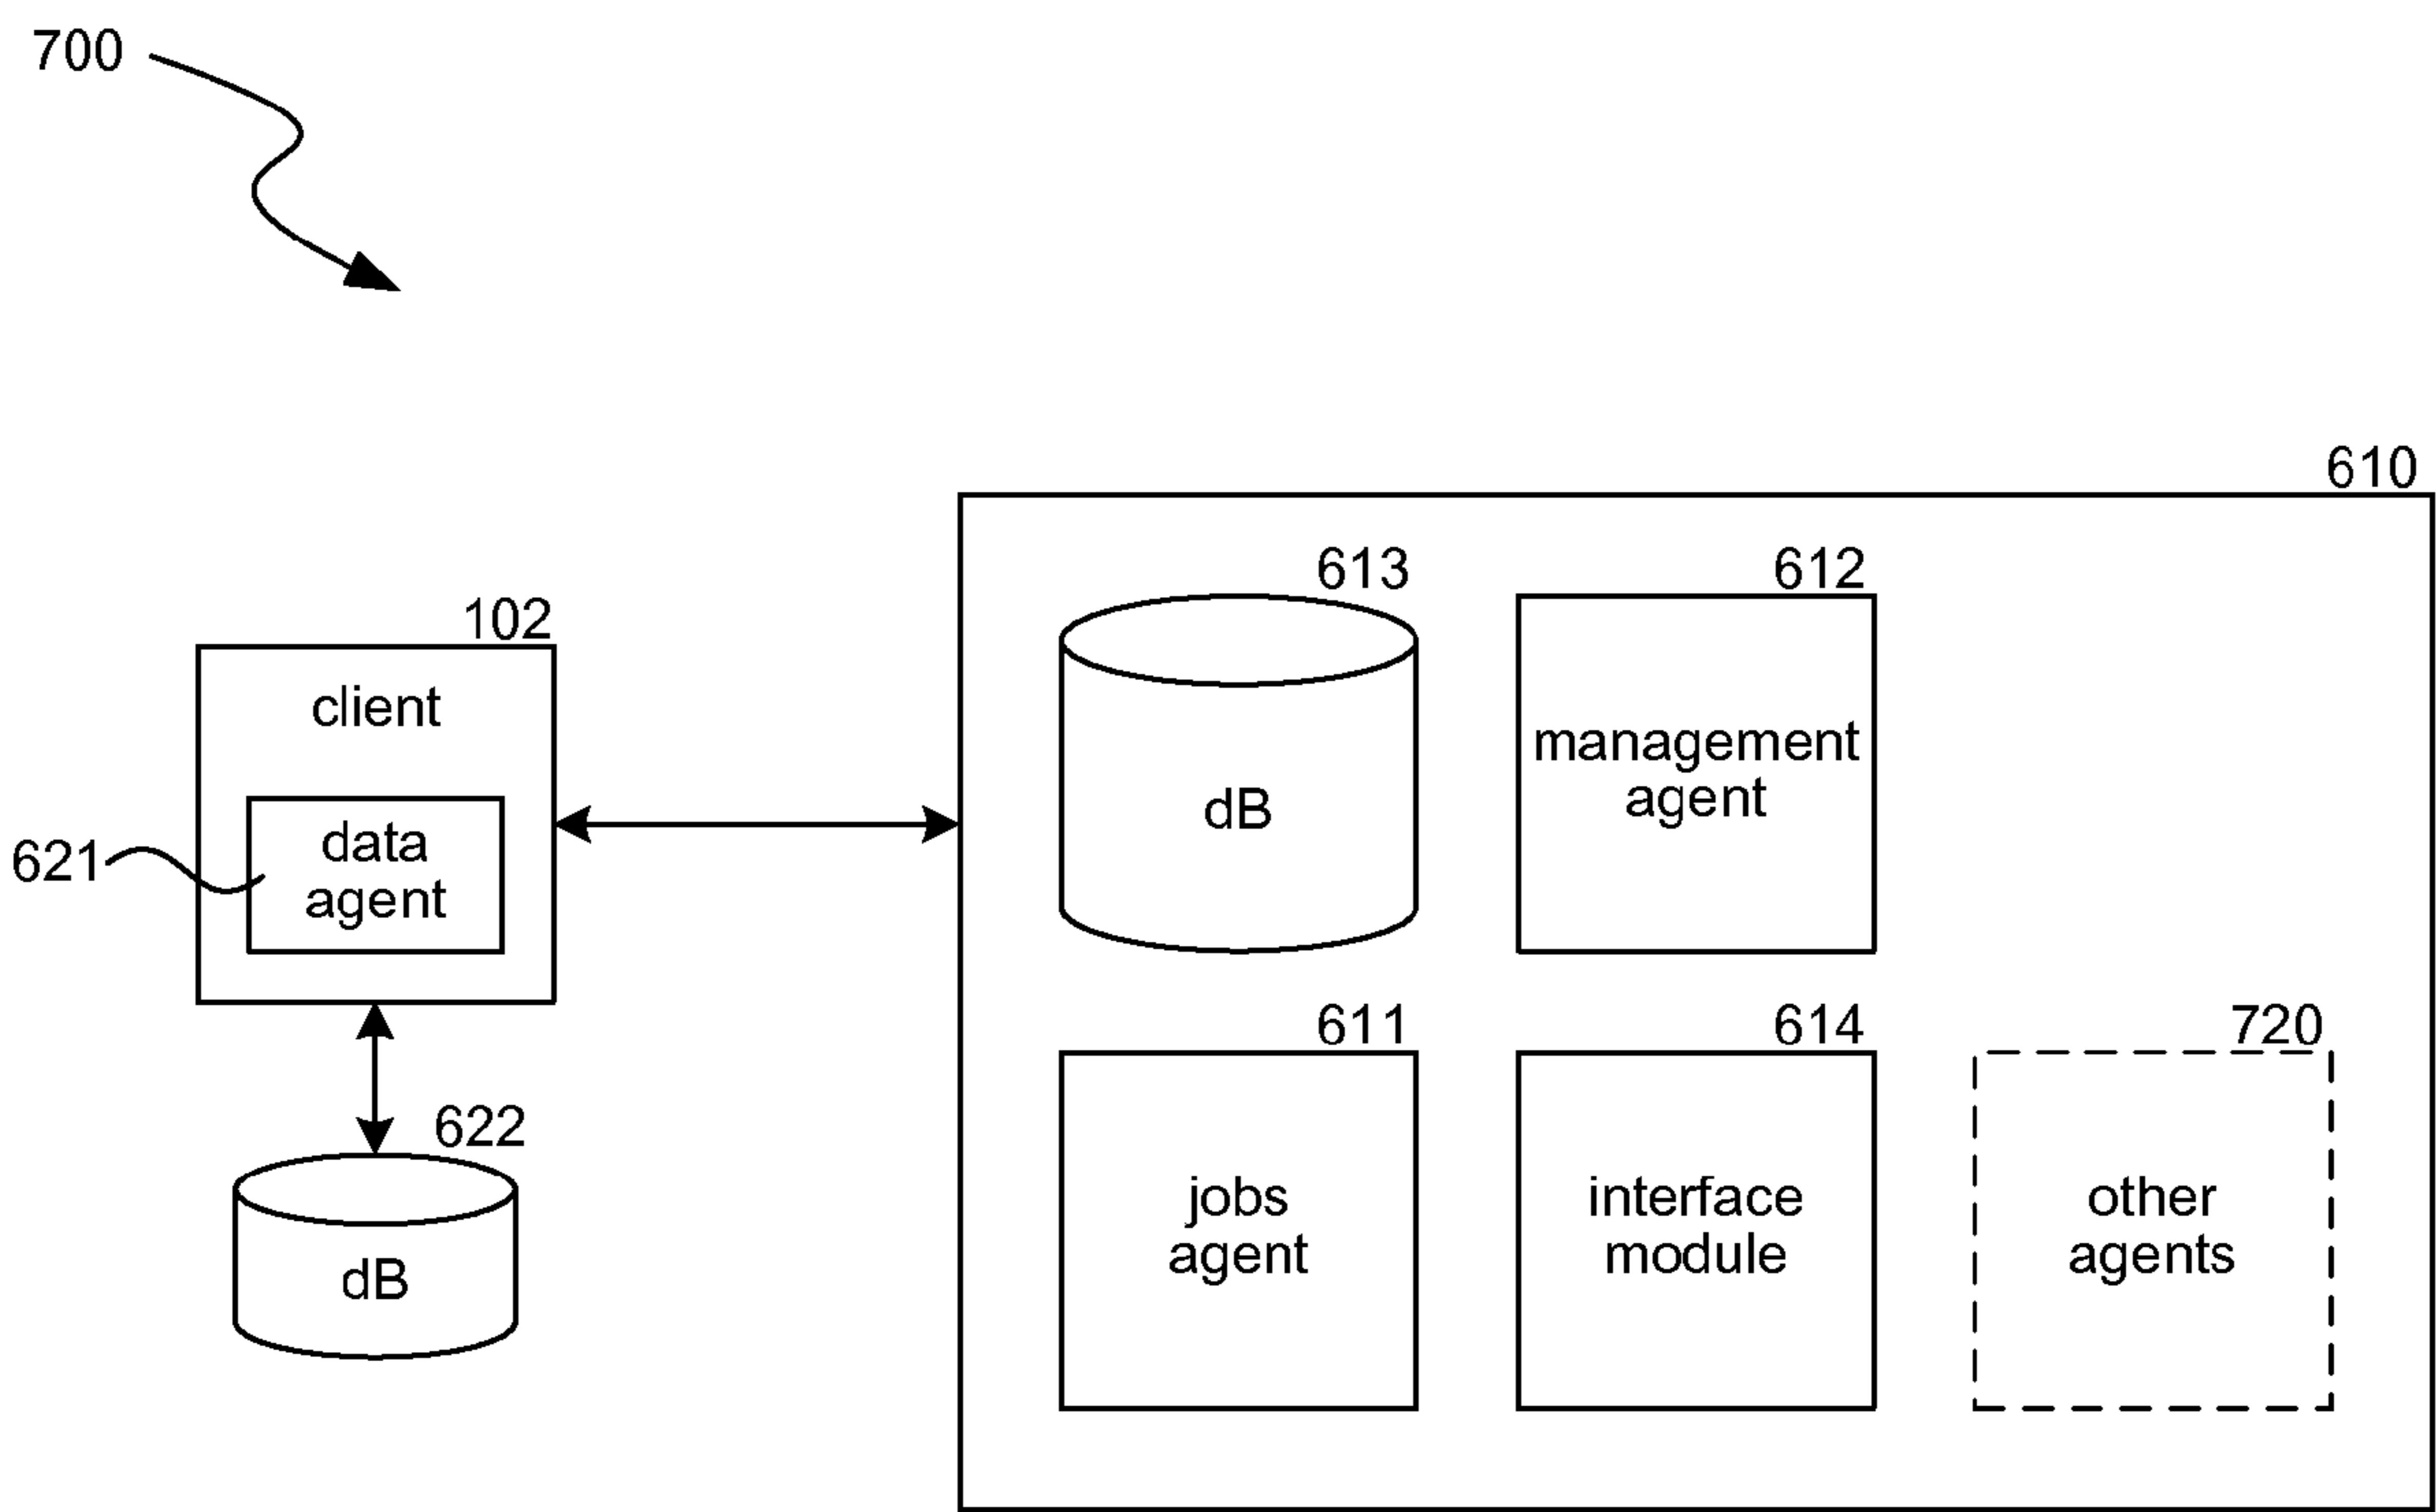 700
610
613
612
102
client
management
agent
dB
data
agent
621
611
614
720
622
jobs
agent
interface
module
other
agents
dB